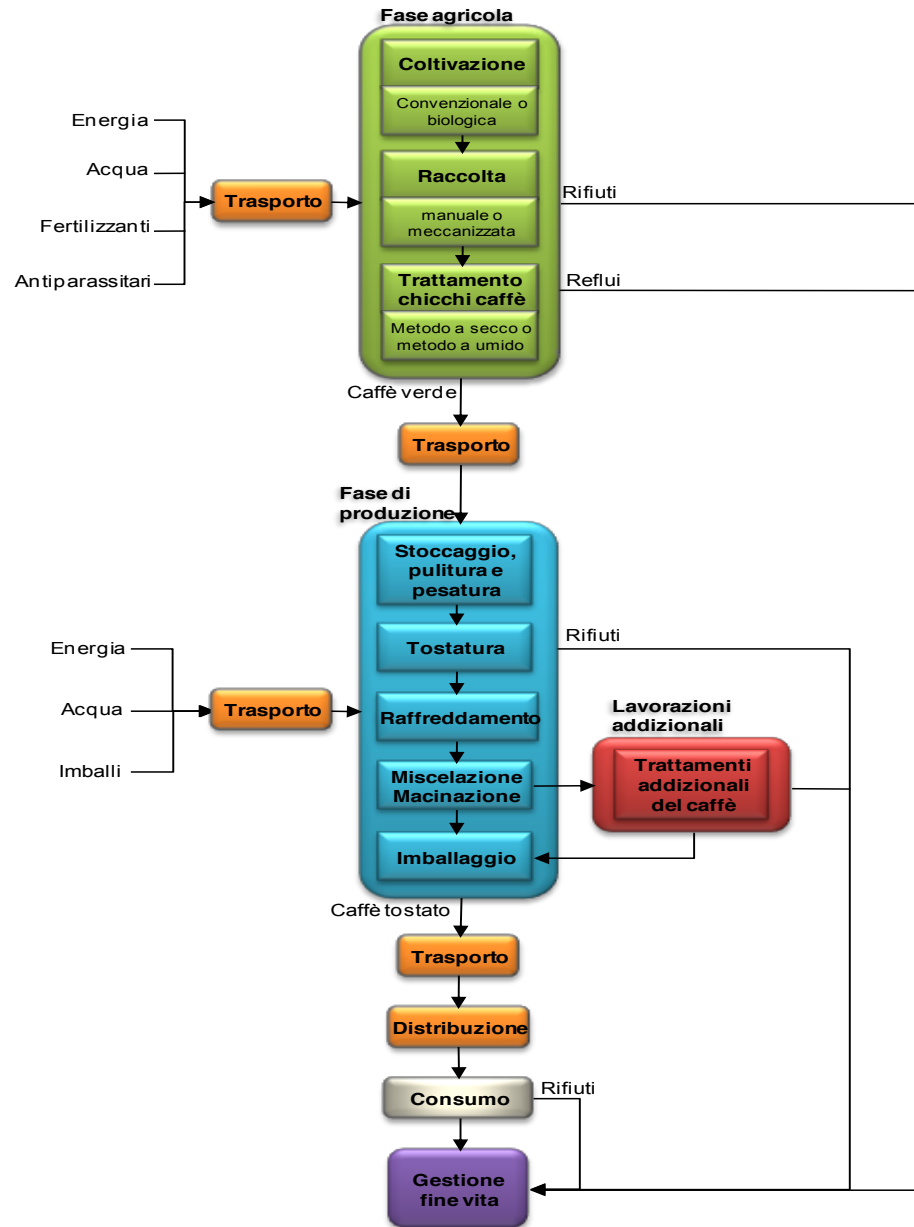 Fase agricola
Coltivazione
Convenzionale o
biologica
Energia
Acqua
Fertilizzanti
Antiparassitari
Trasporto
Raccolta
manuale o
meccanizzata
Rifiuti
Trattamento
chicchi caffè
Metodo a secco o
metodo a umido
Reflui
Caffè verde
Trasporto
Fase di
produzione
Stoccaggio,
pulitura e
pesatura
Tostatura
Rifiuti
Energia
Acqua
Imballi
Trasporto
Raffreddamento
Miscelazione
Macinazione
Lavorazioni
addizionali
Trattamenti
addizionali
del caffè
Imballaggio
Caffè tostato
Trasporto
Distribuzione
Consumo
Rifiuti
Gestione
fine vita